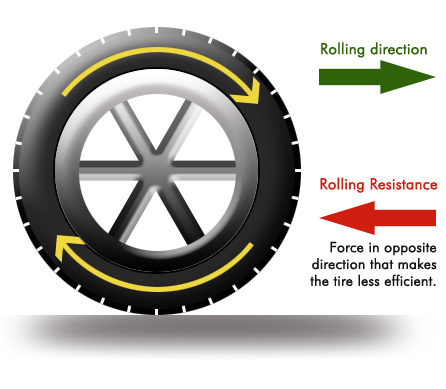 Rolling direction
Rolling Resistance
Force in opposite
direction that makes
the tire less efficient.